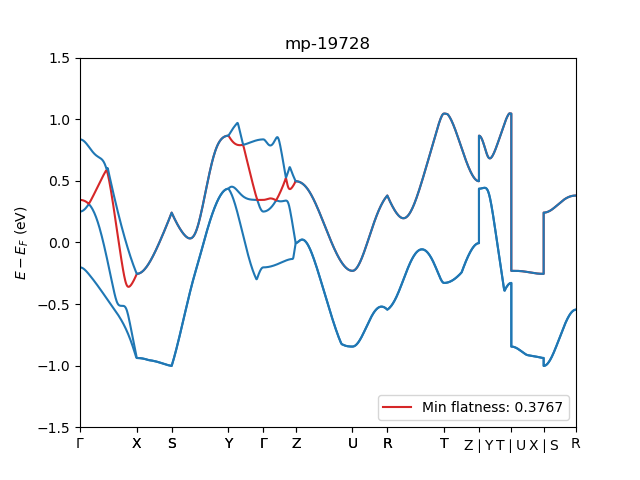 mp-19728
E − E_F (eV)
1.5
1.0
0.5
0.0
−0.5
−1.0
−1.5
Min flatness: 0.3767
Γ X S Y Γ Z U R T Z | Y T | U X | S R